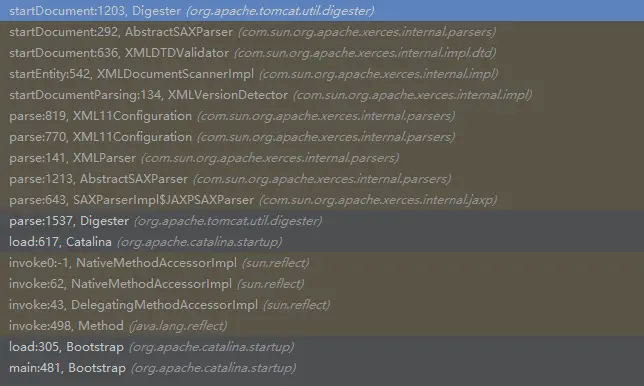 startDocument:1203, Digester (org.apache.tomcat.util.digester)
startDocument:292, AbstractSAXParser (com.sun.org.apache.xerces.internal.parsers)
startDocument:636, XMLDTDValidator (com.sun.org.apache.xerces.internal.impl.dtd)
startEntity:542, XMLDocumentScannerImpl (com.sun.org.apache.xerces.internal.impl)
startDocumentParsing:134, XMLVersionDetector (com.sun.org.apache.xerces.internal.impl)
parse:819, XML11Configuration (com.sun.org.apache.xerces.internal.parsers)
parse:770, XML11Configuration (com.sun.org.apache.xerces.internal.parsers)
parse:141, XMLParser (com.sun.org.apache.xerces.internal.parsers)
parse:1213, AbstractSAXParser (com.sun.org.apache.xerces.internal.parsers)
parse:643, SAXParserImpl$JAXPSAXParser (com.sun.org.apache.xerces.internal.jaxp)
parse:1537, Digester (org.apache.tomcat.util.digester)
load:617, Catalina (org.apache.catalina.startup)
invoke0:-1, NativeMethodAccessorImpl (sun.reflect)
invoke:62, NativeMethodAccessorImpl (sun.reflect)
invoke:43, DelegatingMethodAccessorImpl (sun.reflect)
invoke:498, Method (java.lang.reflect)
load:305, Bootstrap (org.apache.catalina.startup)
main:481, Bootstrap (org.apache.catalina.startup)